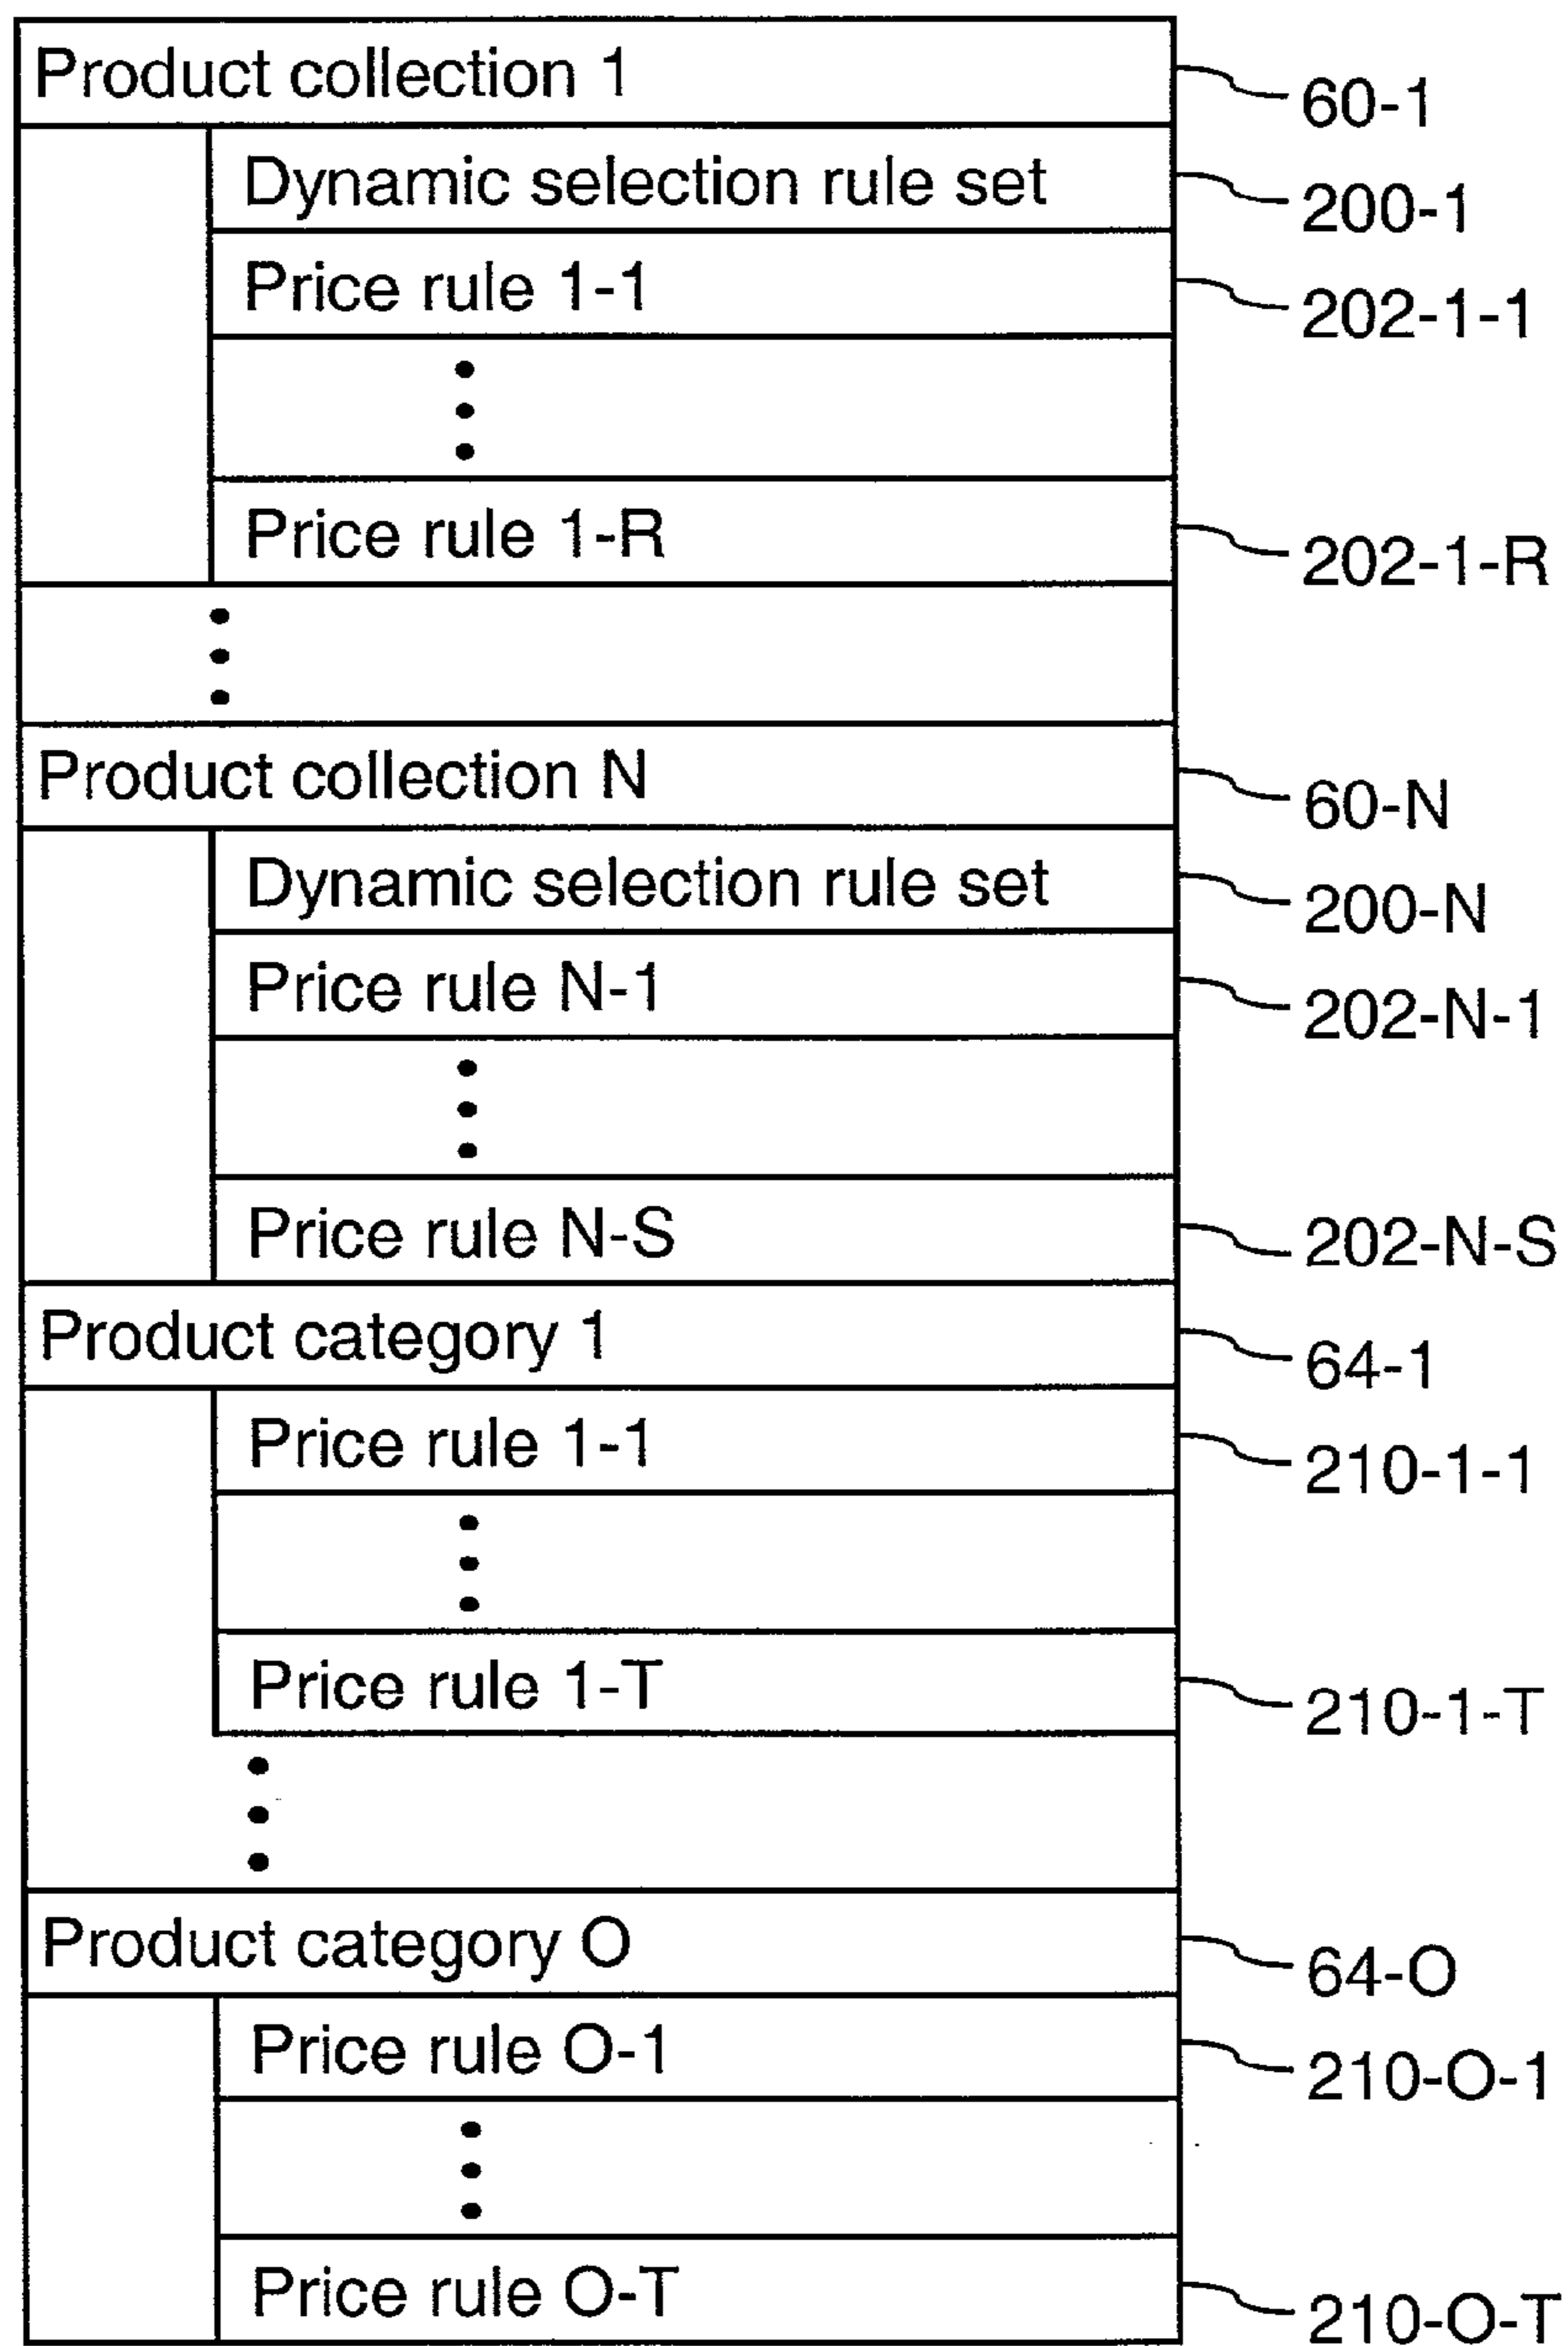 Product collection 1
60-1
Dynamic selection rule set
200-1
Price rule 1-1
202-1-1
Price rule 1-R
202-1-R
Product collection N
60-N
Dynamic selection rule set
200-N
Price rule N-1
202-N-1
Price rule N-S
202-N-S
Product category 1
64-1
Price rule 1-1
210-1-1
Price rule 1-T
210-1-T
Product category O
64-O
Price rule O-1
210-O-1
Price rule O-T
210-O-T